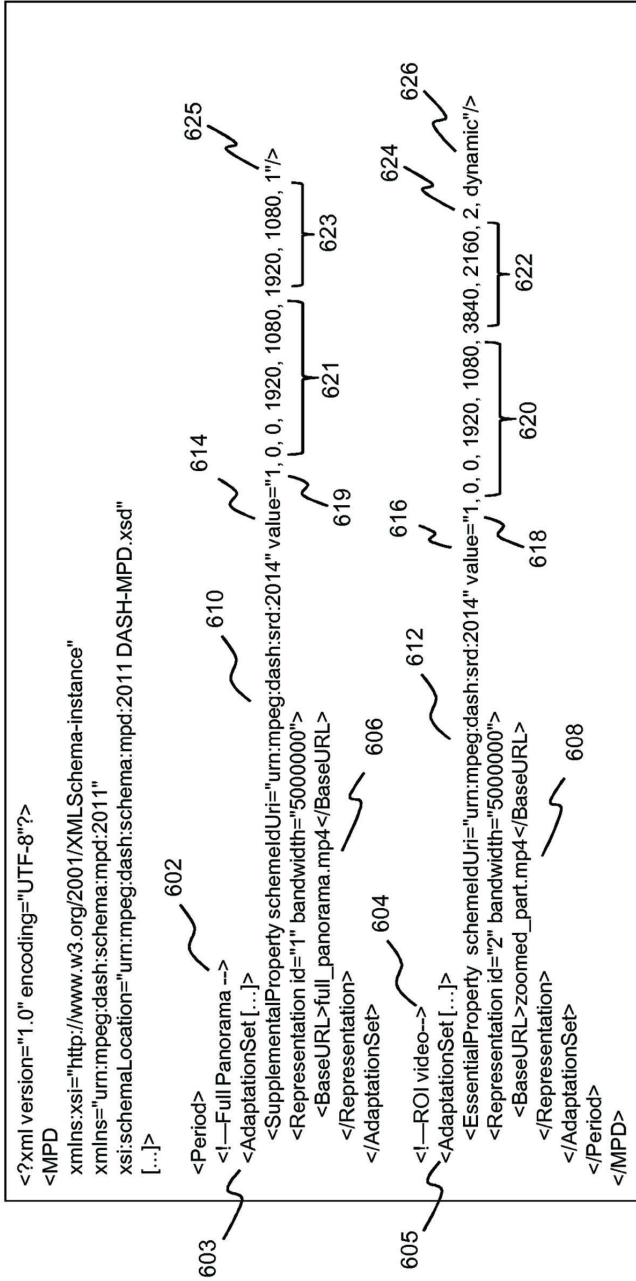 <?xml version="1.0" encoding="UTF-8"?>
<MPD
xmlns:xsi="http://www.w3.org/2001/XMLSchema-instance"
xmlns="urn:mpeg:dash:schema:mpd:2011"
xsi:schemaLocation="urn:mpeg:dash:schema:mpd:2011 DASH-MPD.xsd"
[...]>
602 610 614 625
<Period>
<!—Full Panorama -->
603 <AdaptationSet [...]>
<SupplementalProperty schemeIdUri="urn:mpeg:dash:srd:2014" value="1, 0, 0, 1920, 1080, 1920, 1080, 1"/>
<Representation id="1" bandwidth="5000000">
619 621 623
<BaseURL>full_panorama.mp4</BaseURL>
606
</Representation>
</AdaptationSet>
604 612 616 624 626
<!—ROI video-->
605 <AdaptationSet [...]>
<EssentialProperty schemeIdUri="urn:mpeg:dash:srd:2014" value="1, 0, 0, 1920, 1080, 3840, 2160, 2, dynamic"/>
<Representation id="2" bandwidth="5000000">
618 620 622
<BaseURL>zoomed_part.mp4</BaseURL>
608
</Representation>
</AdaptationSet>
</Period>
</MPD>